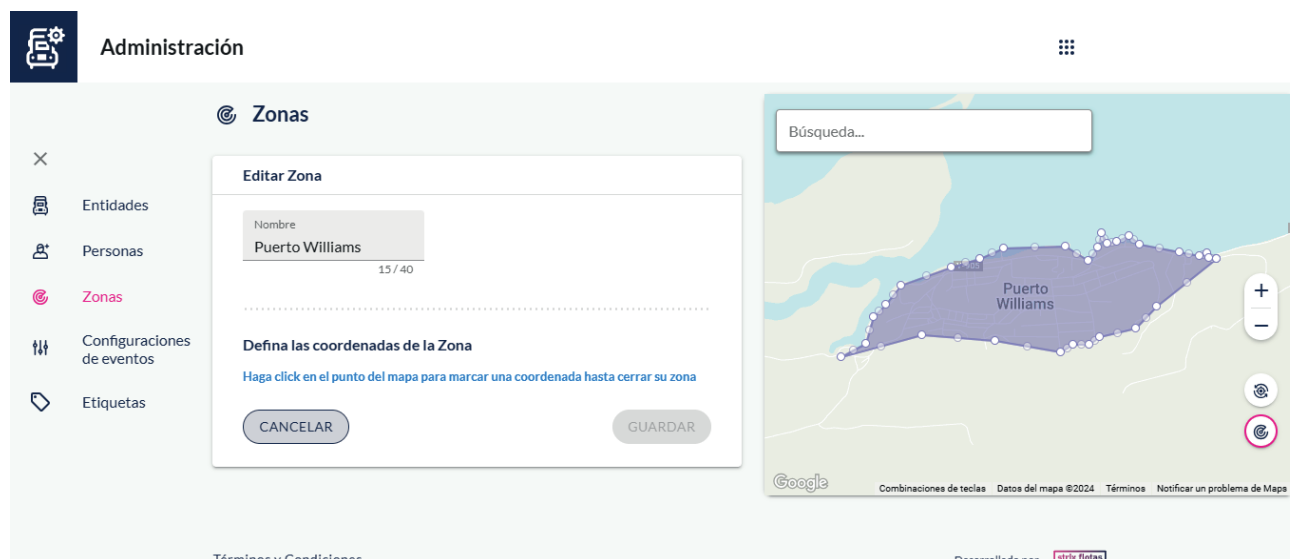 Administración
Zonas
Búsqueda...
Editar Zona
Entidades
Nombre
Puerto Williams
15 / 40
Personas
Zonas
Configuraciones
de eventos
Etiquetas
Defina las coordenadas de la Zona
Haga click en el punto del mapa para marcar una coordenada hasta cerrar su zona
CANCELAR
GUARDAR
Puerto
Williams
+
−
Google
Combinaciones de teclas
Datos del mapa ©2024
Términos
Notificar un problema de Maps
Términos y Condiciones
Desarrollado por
strix flotas